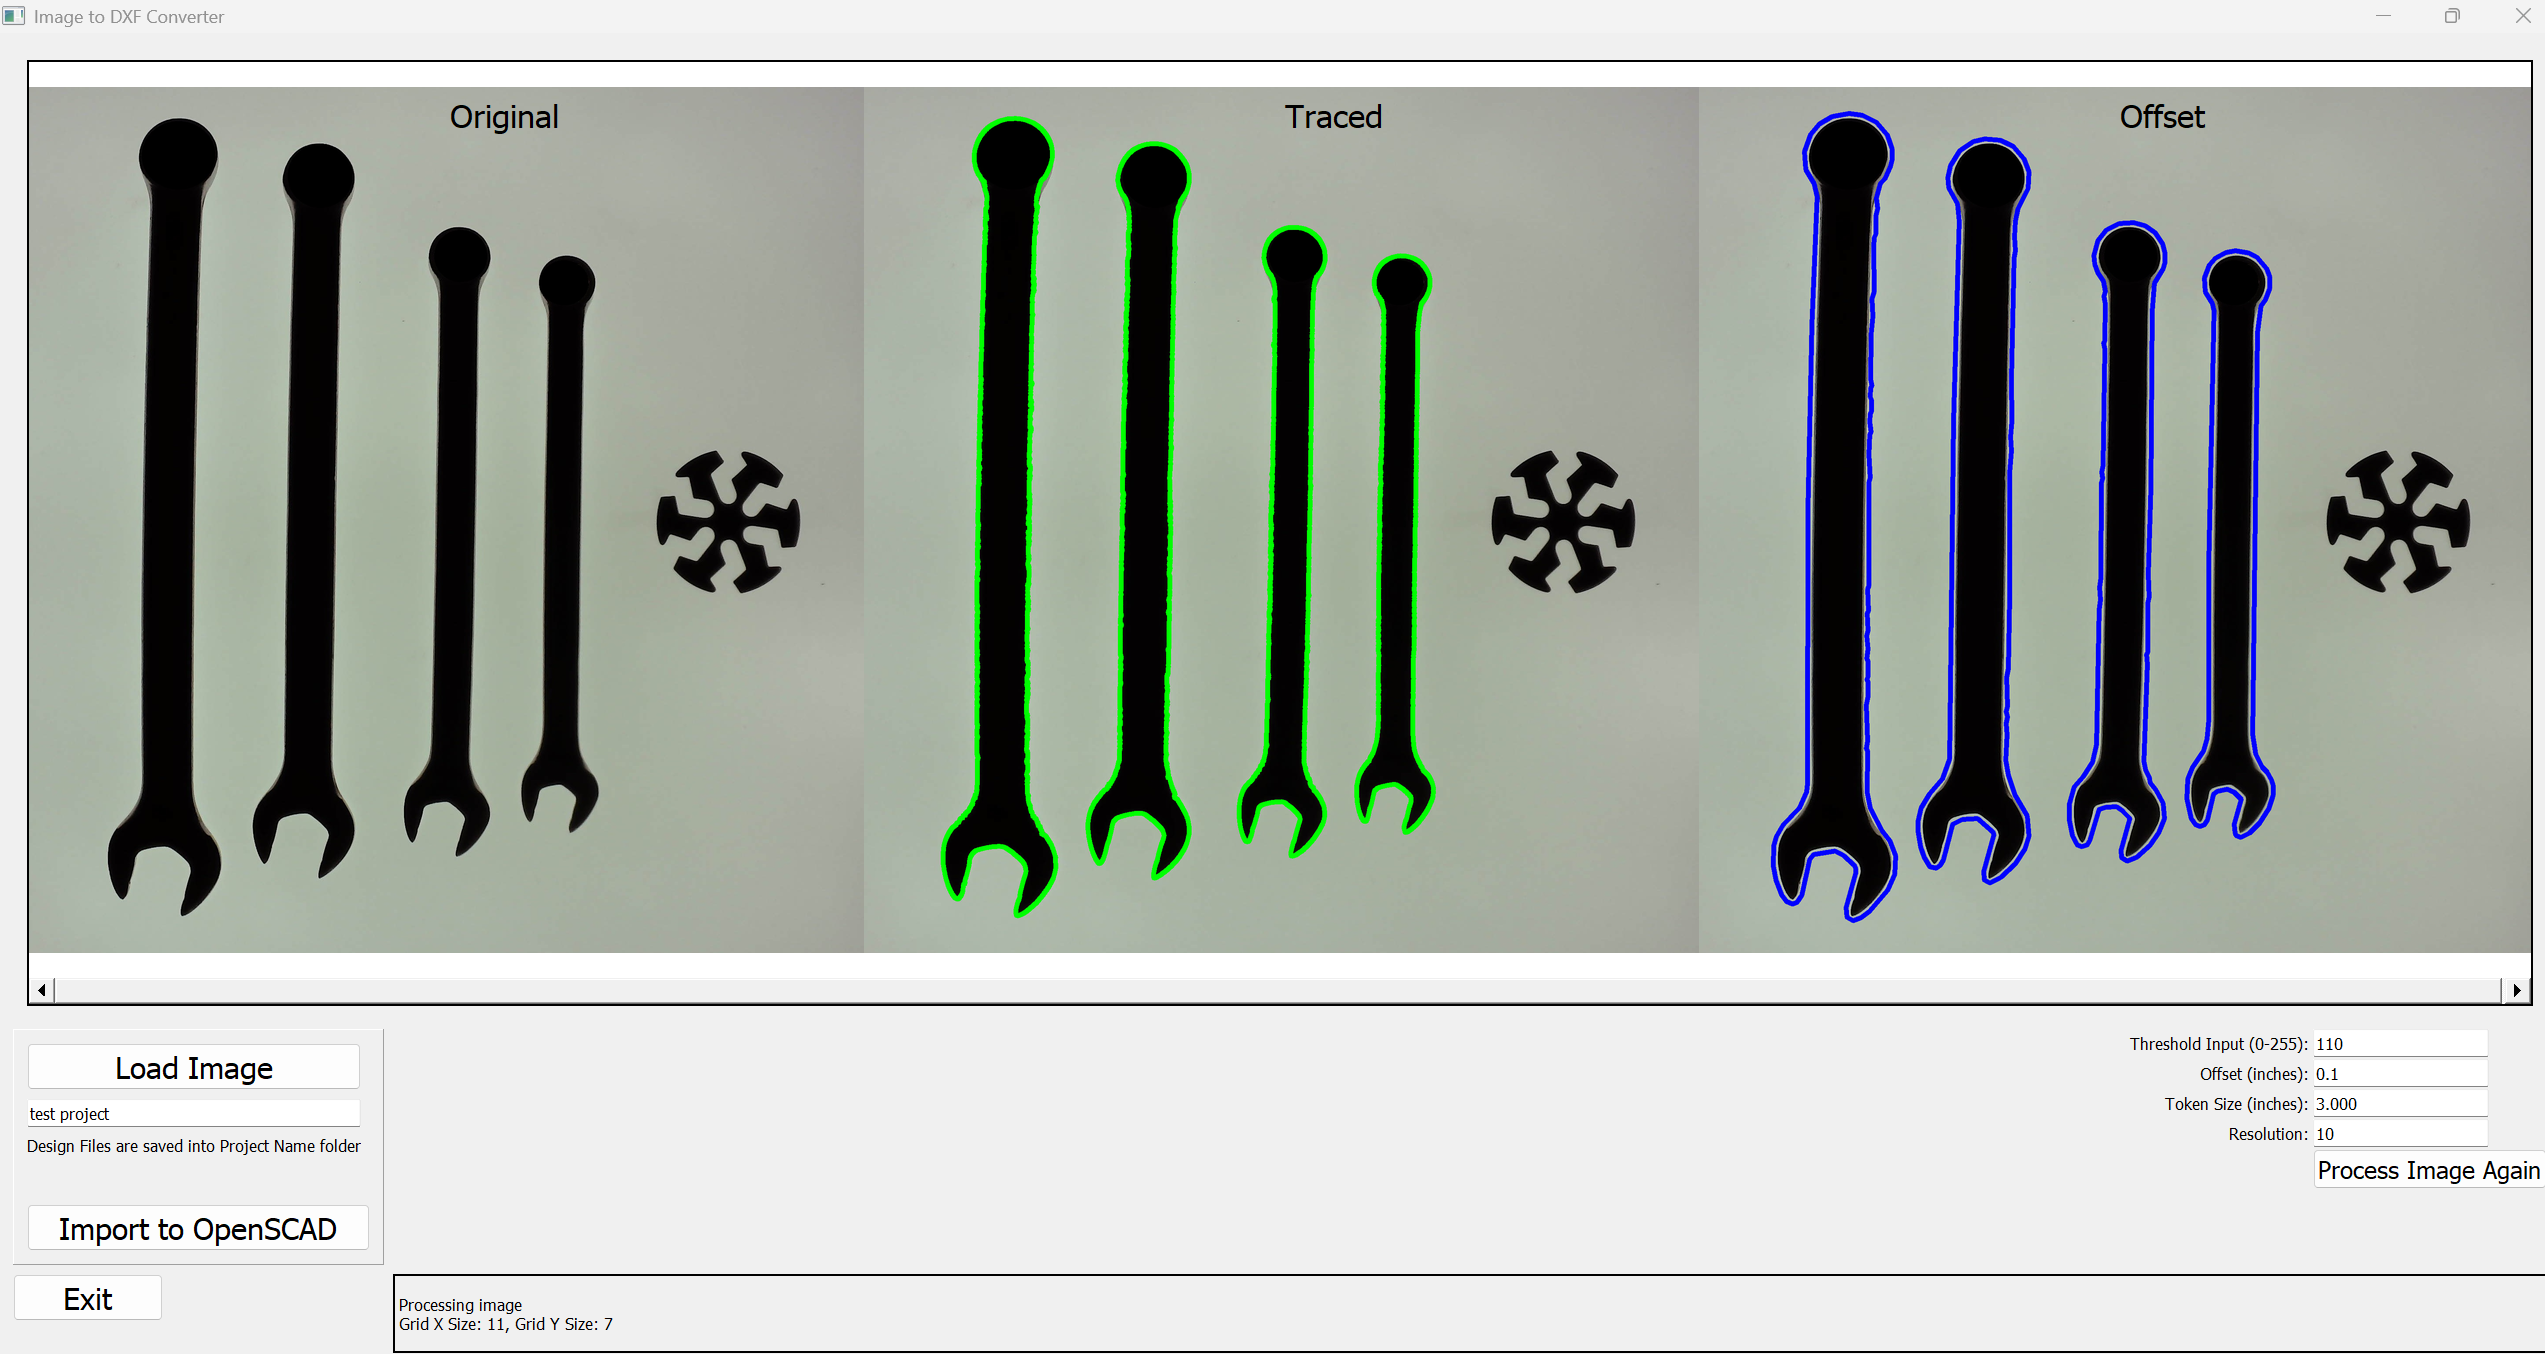 Image to DXF Converter
Original
Traced
Offset
Load Image
test project
Design Files are saved into Project Name folder
Import to OpenSCAD
Exit
Threshold Input (0-255): 110
Offset (inches): 0.1
Token Size (inches): 3.000
Resolution: 10
Process Image Again
Processing image
Grid X Size: 11, Grid Y Size: 7